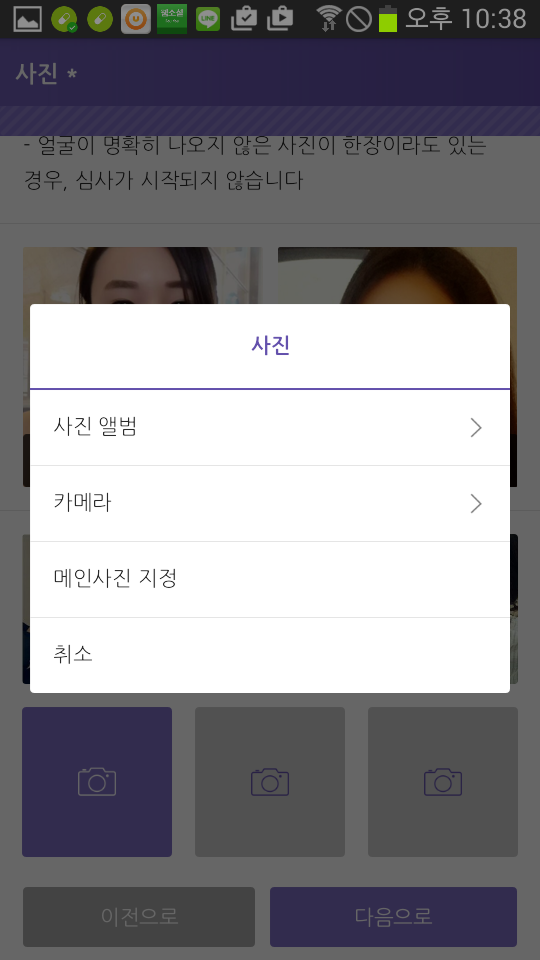 오후 10:38
사진 *
- 얼굴이 명확히 나오지 않은 사진이 한장이라도 있는
경우, 심사가 시작되지 않습니다
사진
사진 앨범
카메라
메인사진 지정
취소
이전으로
다음으로